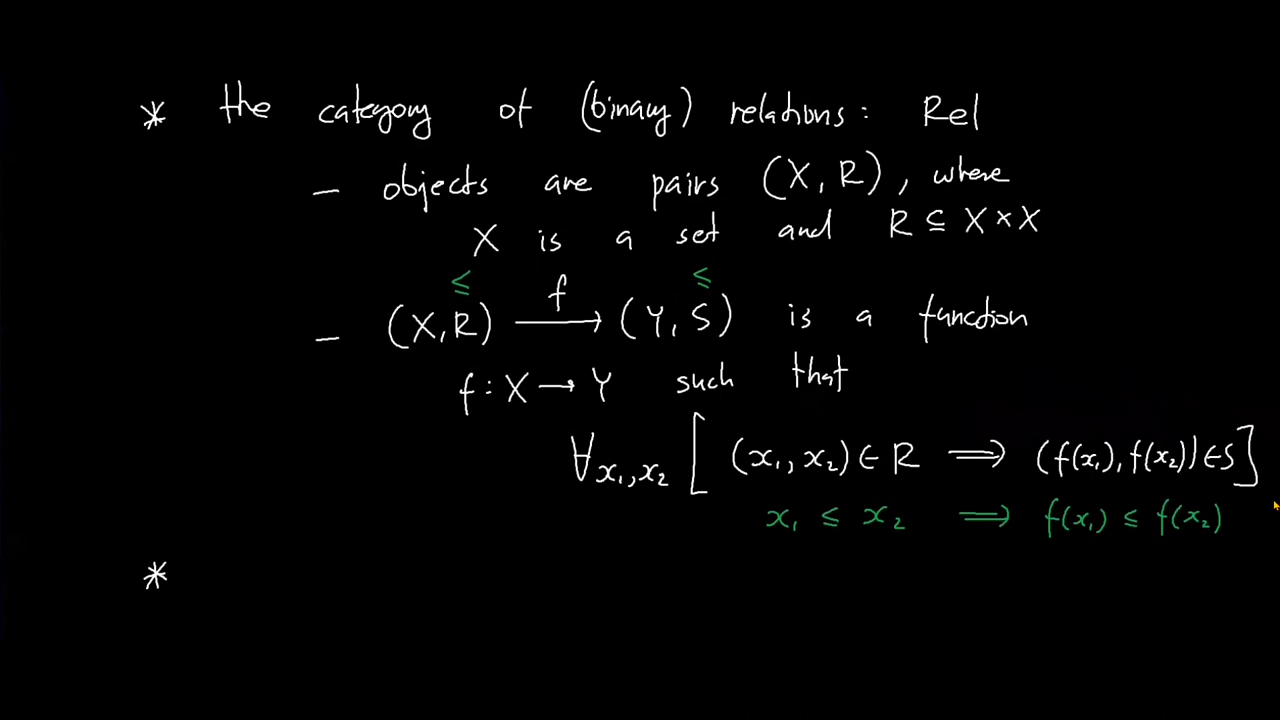 * the category of (binary) relations: Rel
– objects are pairs (X, R), where
X is a set and R ⊆ X × X
≤ ≤
– (X, R) —f→ (Y, S) is a function
f : X → Y such that
∀x₁,x₂ [ (x₁, x₂) ∈ R ⟹ (f(x₁), f(x₂)) ∈ S ]
x₁ ≤ x₂ ⟹ f(x₁) ≤ f(x₂)
*